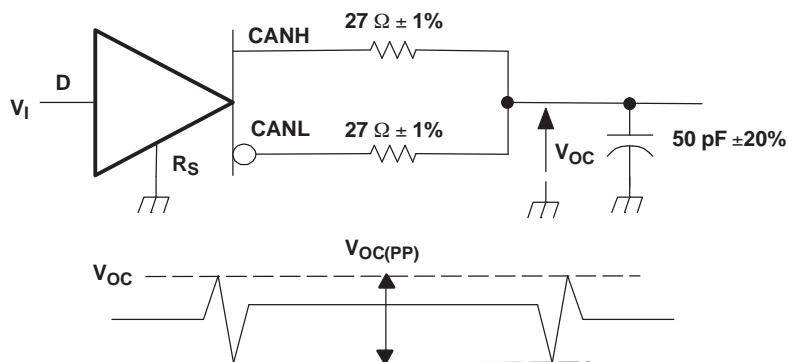 27 Ω ± 1%
CANH
D
V_I
CANL
27 Ω ± 1%
R_S
V_OC
50 pF ±20%
V_OC(PP)
V_OC